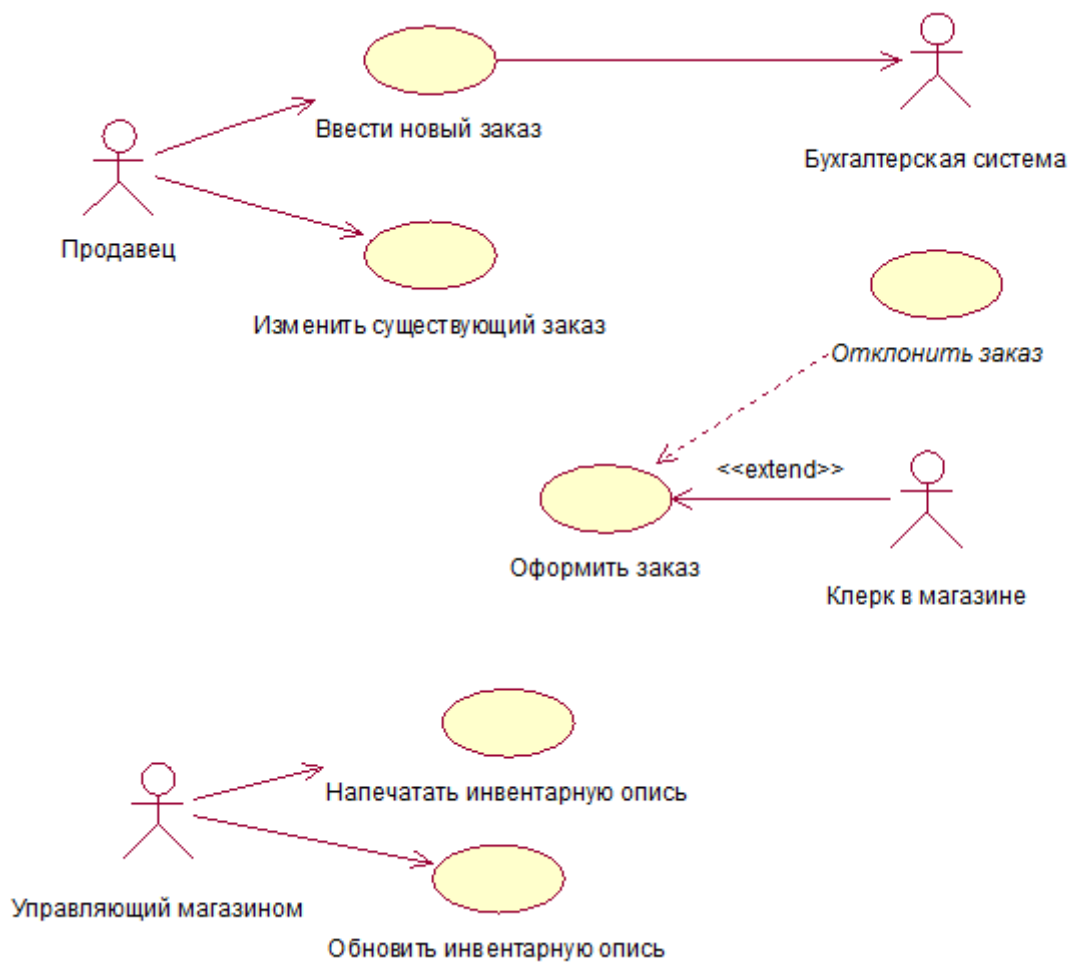 Ввести новый заказ
Бухгалтерская система
Продавец
Изменить существующий заказ
Отклонить заказ
<<extend>>
Оформить заказ
Клерк в магазине
Напечатать инвентарную опись
Управляющий магазином
Обновить инвентарную опись